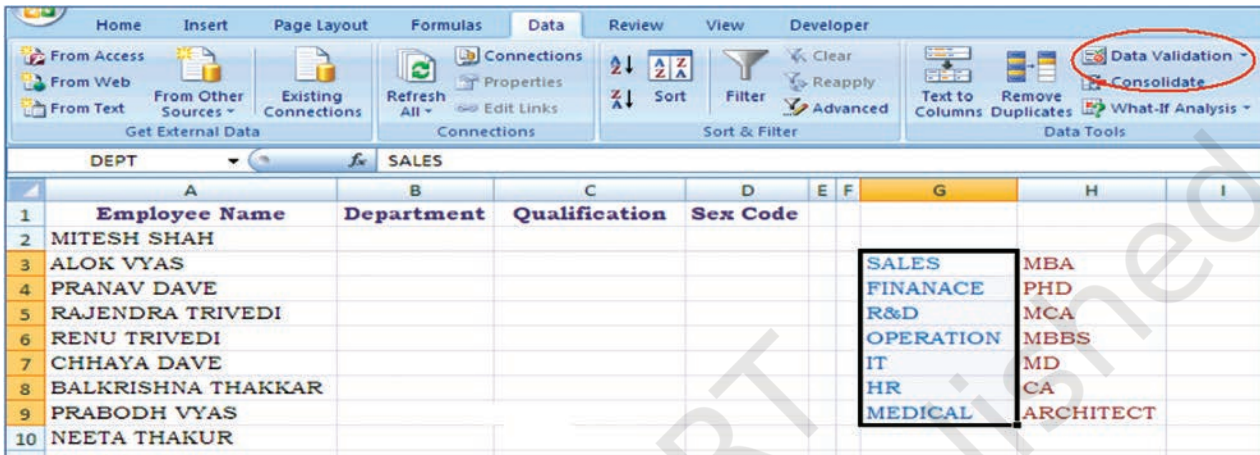 Home Insert Page Layout Formulas Data Review View Developer
From Access
From Web
From Text
From Other Sources
Existing Connections
Get External Data
Refresh All
Connections
Properties
Edit Links
Connections
A Z
Z A
A Z
Z A
Sort
Filter
Clear
Reapply
Advanced
Sort & Filter
Text to Columns
Remove Duplicates
Data Validation
Consolidate
What-If Analysis
Data Tools
DEPT fx SALES
A B C D E F G H I
1 Employee Name Department Qualification Sex Code
2 MITESH SHAH
3 ALOK VYAS SALES MBA
4 PRANAV DAVE FINANACE PHD
5 RAJENDRA TRIVEDI R&D MCA
6 RENU TRIVEDI OPERATION MBBS
7 CHHAYA DAVE IT MD
8 BALKRISHNA THAKKAR HR CA
9 PRABODH VYAS MEDICAL ARCHITECT
10 NEETA THAKUR